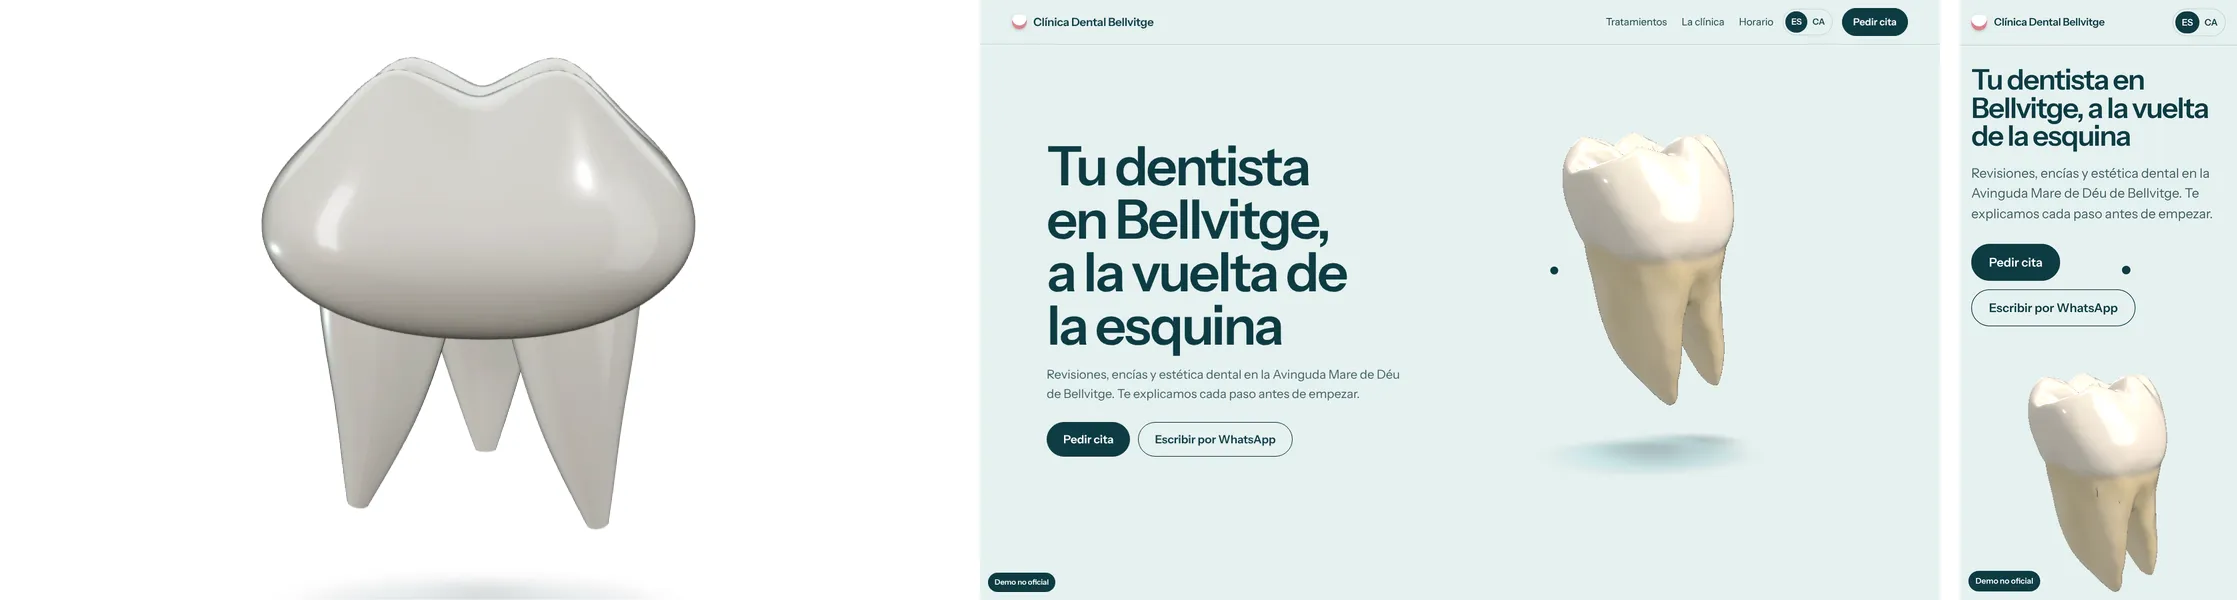 Clínica Dental Bellvitge
Tratamientos
La clínica
Horario
ES
CA
Pedir cita
Tu dentista
en Bellvitge,
a la vuelta de
la esquina
Revisiones, encías y estética dental en la Avinguda Mare de Déu
de Bellvitge. Te explicamos cada paso antes de empezar.
Pedir cita
Escribir por WhatsApp
Demo no oficial
Clínica Dental Bellvitge
ES
CA
Tu dentista en
Bellvitge, a la vuelta
de la esquina
Revisiones, encías y estética dental en la
Avinguda Mare de Déu de Bellvitge. Te
explicamos cada paso antes de empezar.
Pedir cita
Escribir por WhatsApp
Demo no oficial